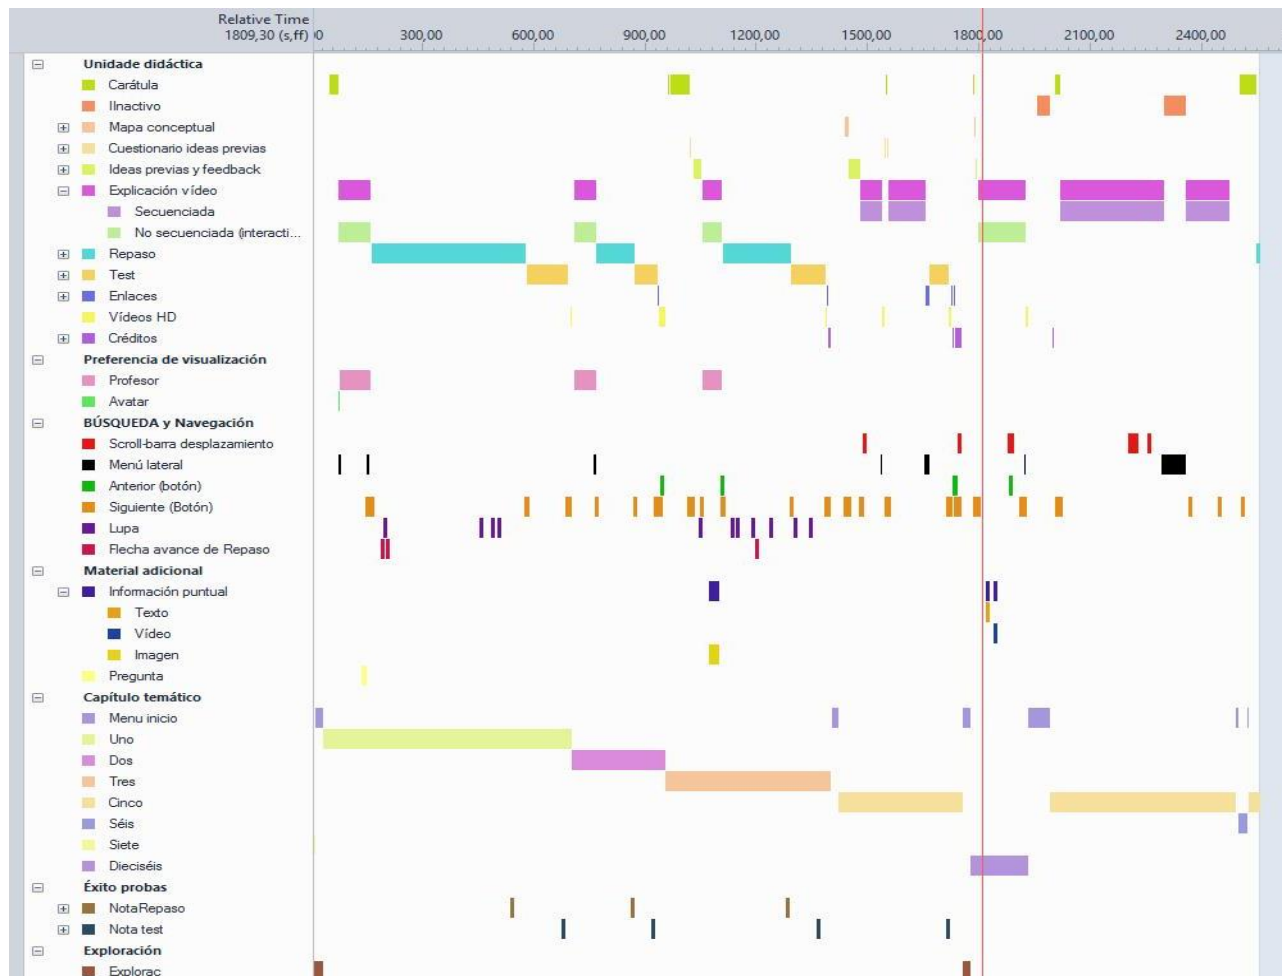 Relative Time
1809,30 (s,ff) 0 300,00 600,00 900,00 1200,00 1500,00 1800,00 2100,00 2400,00
Unidade didáctica
Carátula
IInactivo
Mapa conceptual
Cuestionario ideas previas
Ideas previas y feedback
Explicación vídeo
Secuenciada
No secuenciada (interacti...
Repaso
Test
Enlaces
Vídeos HD
Créditos
Preferencia de visualización
Profesor
Avatar
BÚSQUEDA y Navegación
Scroll-barra desplazamiento
Menú lateral
Anterior (botón)
Siguiente (Botón)
Lupa
Flecha avance de Repaso
Material adicional
Información puntual
Texto
Vídeo
Imagen
Pregunta
Capítulo temático
Menu inicio
Uno
Dos
Tres
Cinco
Séis
Siete
Dieciséis
Éxito probas
NotaRepaso
Nota test
Exploración
Explorac